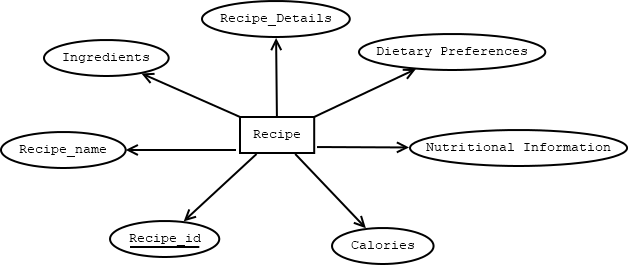 Recipe_Details
Ingredients
Dietary Preferences
Recipe
Recipe_name
Nutritional Information
Recipe_id
Calories